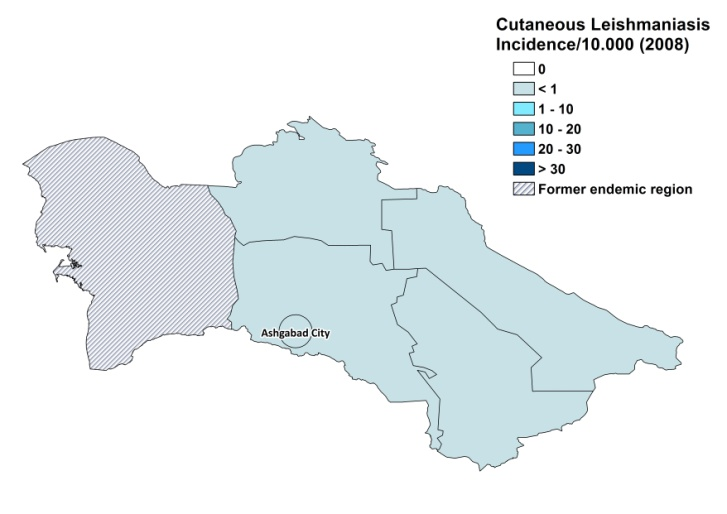 Cutaneous Leishmaniasis
Incidence/10.000 (2008)
0
< 1
1 - 10
10 - 20
20 - 30
> 30
Former endemic region
Ashgabad City